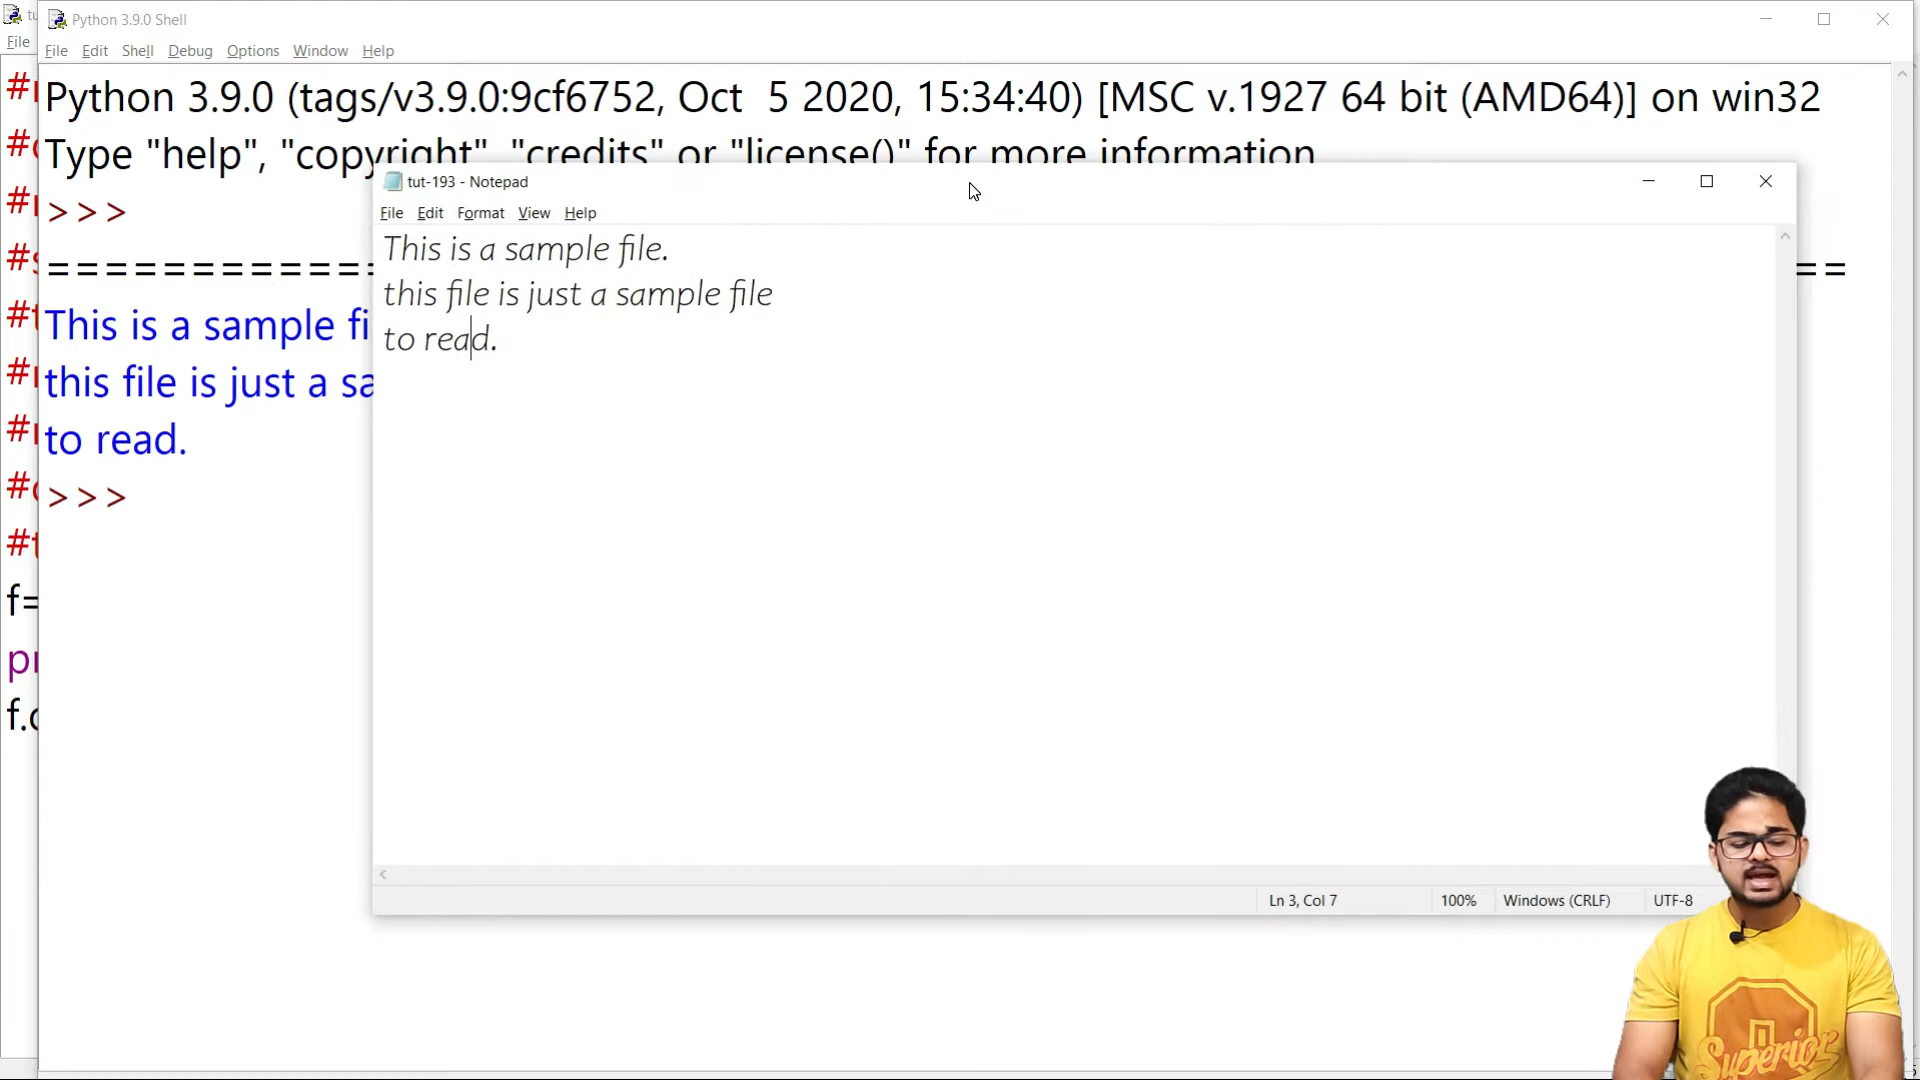 tu
Python 3.9.0 Shell
File
File Edit Shell Debug Options Window Help
Python 3.9.0 (tags/v3.9.0:9cf6752, Oct  5 2020, 15:34:40) [MSC v.1927 64 bit (AMD64)] on win32
Type "help", "copyright", "credits" or "license()" for more information
>>>
tut-193 - Notepad
File Edit Format View Help
This is a sample file.
this file is just a sample file
to read.
This is a sample fi
this file is just a sa
to read.
>>>
f=
pr
f.c
Ln 3, Col 7 100% Windows (CRLF) UTF-8
Superior